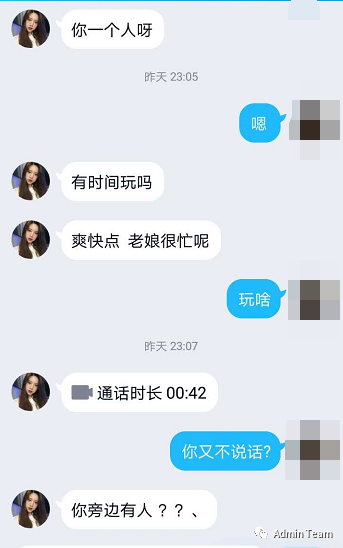 你一个人呀
昨天 23:05
嗯
有时间玩吗
爽快点 老娘很忙呢
玩啥
昨天 23:07
通话时长 00:42
你又不说话?
你旁边有人 ？？、
Admin Team